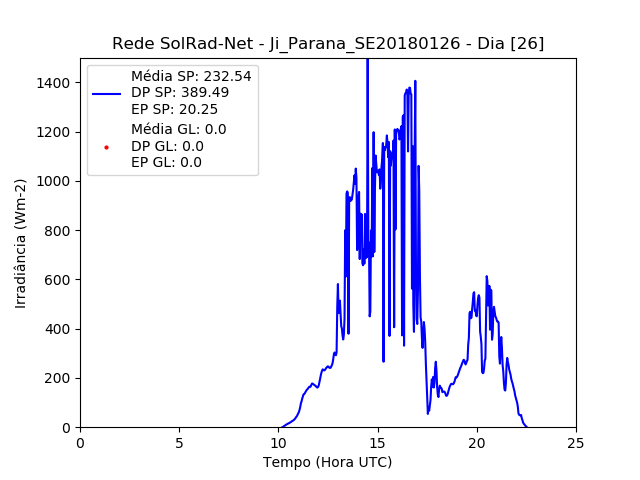 Rede SolRad-Net - Ji_Parana_SE20180126 - Dia [26]
Média SP: 232.54
DP SP: 389.49
EP SP: 20.25
Média GL: 0.0
DP GL: 0.0
EP GL: 0.0
Irradiância (Wm-2)
1400
1200
1000
800
600
400
200
0
0 5 10 15 20 25
Tempo (Hora UTC)